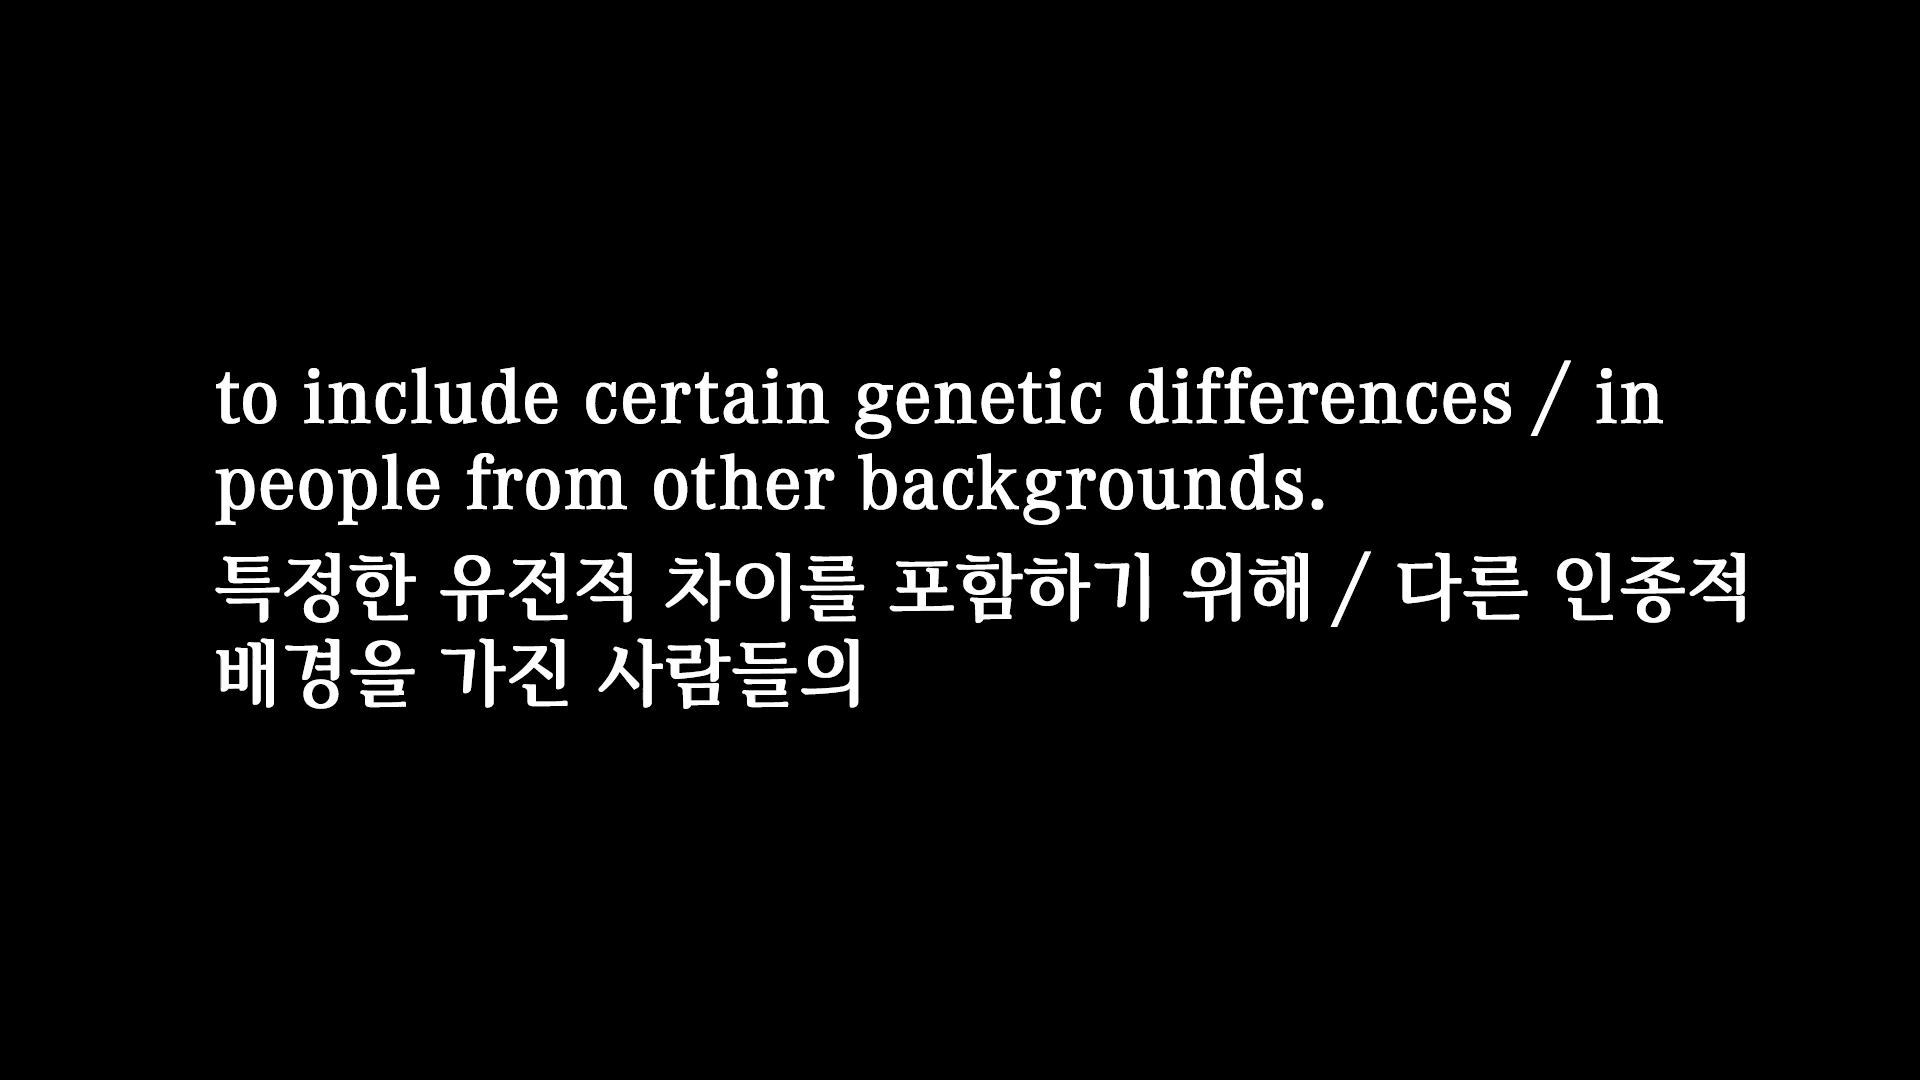 to include certain genetic differences / in
people from other backgrounds.
특정한 유전적 차이를 포함하기 위해 / 다른 인종적
배경을 가진 사람들의